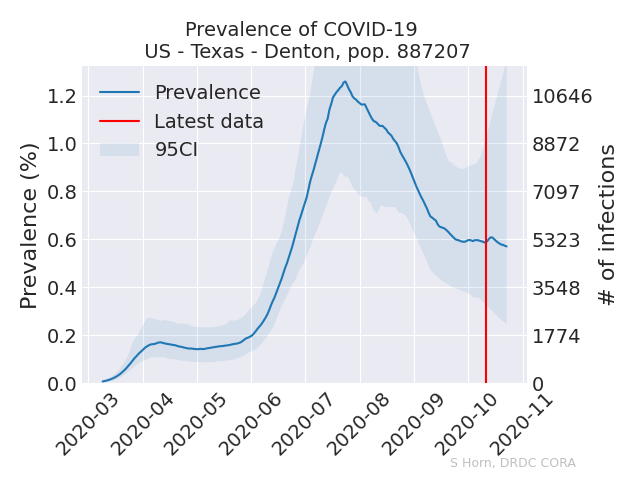 Prevalence of COVID-19
US - Texas - Denton, pop. 887207
Prevalence
Latest data
95CI
Prevalence (%)
1.2
1.0
0.8
0.6
0.4
0.2
0.0
10646
8872
7097
5323
3548
1774
0
# of infections
2020-03
2020-04
2020-05
2020-06
2020-07
2020-08
2020-09
2020-10
2020-11
S Horn, DRDC CORA